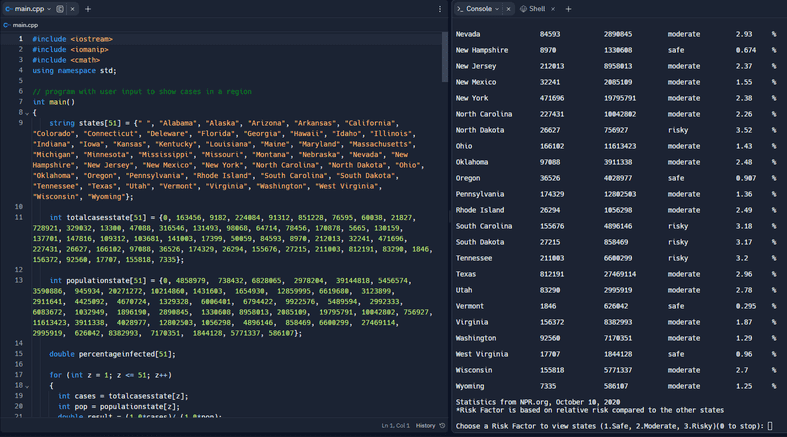 main.cpp
main.cpp
1 #include <iostream>
2 #include <iomanip>
3 #include <cmath>
4 using namespace std;
5
6 // program with user inout to show cases in a region
7 int main()
8 {
9 string states[51] = {" ", "Alabama", "Alaska", "Arizona", "Arkansas", "California",
"Colorado", "Connecticut", "Deleware", "Florida", "Georgia", "Hawaii", "Idaho", "Illinois",
"Indiana", "Iowa", "Kansas", "Kentucky", "Louisiana", "Maine", "Maryland", "Massachusetts",
"Michigan", "Minnesota", "Mississippi", "Missouri", "Montana", "Nebraska", "Nevada", "New
Hampshire", "New Jersey", "New Mexico", "New York", "North Carolina", "North Dakota", "Ohio",
"Oklahoma", "Oregon", "Pennsylvania", "Rhode Island", "South Carolina", "South Dakota",
"Tennessee", "Texas", "Utah", "Vermont", "Virginia", "Washington", "West Virginia",
"Wisconsin", "Wyoming"};
10
11 int totalcasesstate[51] = {0, 163456, 9182, 224084, 91312, 851228, 76595, 60038, 21827,
728921, 329032, 13300, 47088, 316546, 131493, 98068, 64714, 78456, 170878, 5665, 130159,
137701, 147816, 109312, 103681, 141003, 17399, 50059, 84593, 8970, 212013, 32241, 471696,
227431, 26627, 166102, 97088, 36526, 174329, 26294, 155676, 27215, 211003, 812191, 83290, 1846,
156372, 92560, 17707, 155818, 7335};
12
13 int populationstate[51] = {0, 4858979, 738432, 6828065, 2978204, 39144818, 5456574,
3590886, 945934, 20271272, 10214860, 1431603, 1654930, 12859995, 6619680, 3123899,
2911641, 4425092, 4670724, 1329328, 6006401, 6794422, 9922576, 5489594, 2992333,
6083672, 1032949, 1896190, 2890845, 1330608, 8958013, 2085109, 19795791, 10042802, 756927,
11613423, 3911338, 4028977, 12802503, 1056298, 4896146, 858469, 6600299, 27469114,
2995919, 626042, 8382993, 7170351, 1844128, 5771337, 586107};
14
15 double percentageinfected[51];
16
17 for (int z = 1; z <= 51; z++)
18 {
19 int cases = totalcasesstate[z];
20 int pop = populationstate[z];
21 double result = (1.0*cases)/ (1.0*pop);
Ln 1, Col 1 History
Console Shell
Nevada 84593 2890845 moderate 2.93 %
New Hampshire 8970 1330608 safe 0.674 %
New Jersey 212013 8958013 moderate 2.37 %
New Mexico 32241 2085109 moderate 1.55 %
New York 471696 19795791 moderate 2.38 %
North Carolina 227431 10042802 moderate 2.26 %
North Dakota 26627 756927 risky 3.52 %
Ohio 166102 11613423 moderate 1.43 %
Oklahoma 97088 3911338 moderate 2.48 %
Oregon 36526 4028977 safe 0.907 %
Pennsylvania 174329 12802503 moderate 1.36 %
Rhode Island 26294 1056298 moderate 2.49 %
South Carolina 155676 4896146 risky 3.18 %
South Dakota 27215 858469 risky 3.17 %
Tennessee 211003 6600299 risky 3.2 %
Texas 812191 27469114 moderate 2.96 %
Utah 83290 2995919 moderate 2.78 %
Vermont 1846 626042 safe 0.295 %
Virginia 156372 8382993 moderate 1.87 %
Washington 92560 7170351 moderate 1.29 %
West Virginia 17707 1844128 safe 0.96 %
Wisconsin 155818 5771337 moderate 2.7 %
Wyoming 7335 586107 moderate 1.25 %
Statistics from NPR.org, October 10, 2020
*Risk Factor is based on relative risk compared to the other states
Choose a Risk Factor to view states (1.Safe, 2.Moderate, 3.Risky)(0 to stop):